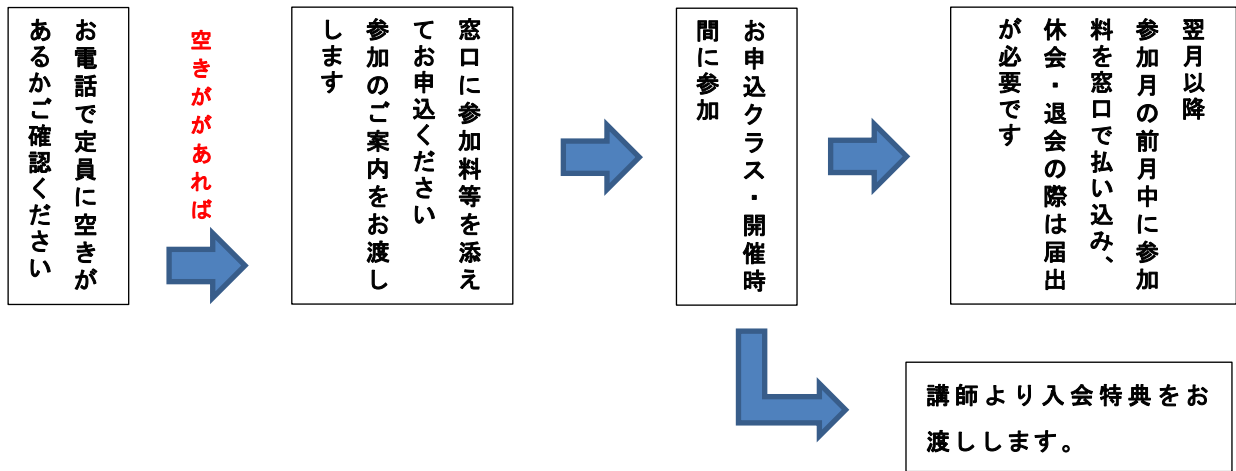 お電話で定員に空きが
あるかご確認ください
空きががあれば
窓口に参加料等を添え
てお申込ください
参加のご案内をお渡し
します
お申込クラス・開催時
間に参加
翌月以降
参加月の前月中に参加
料を窓口で払い込み、
休会・退会の際は届出
が必要です
講師より入会特典をお
渡しします。